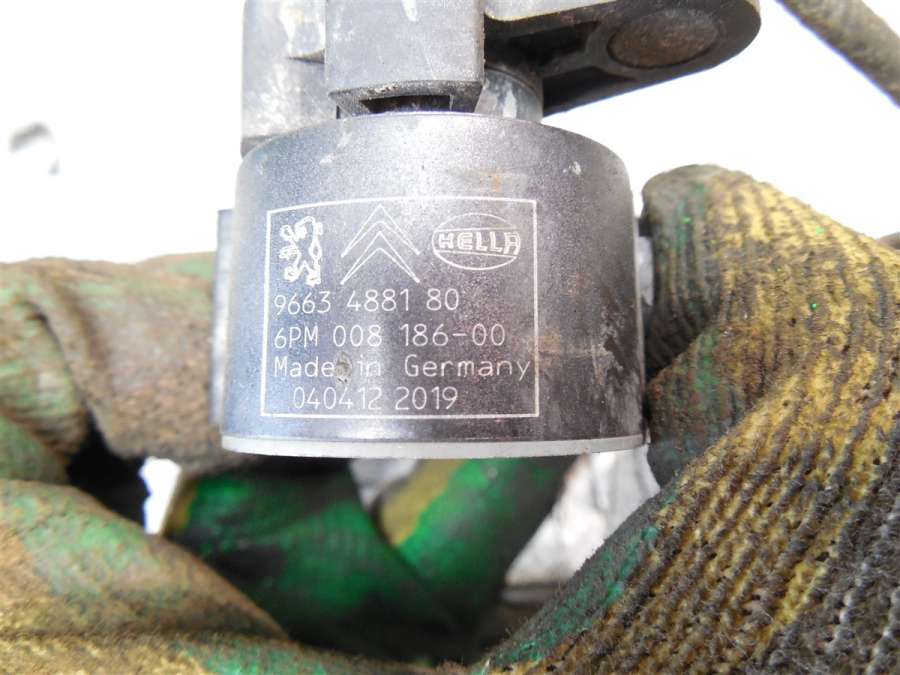 HELLA
9663 4881 80
6PM 008 186-00
Made in Germany
040412 2019